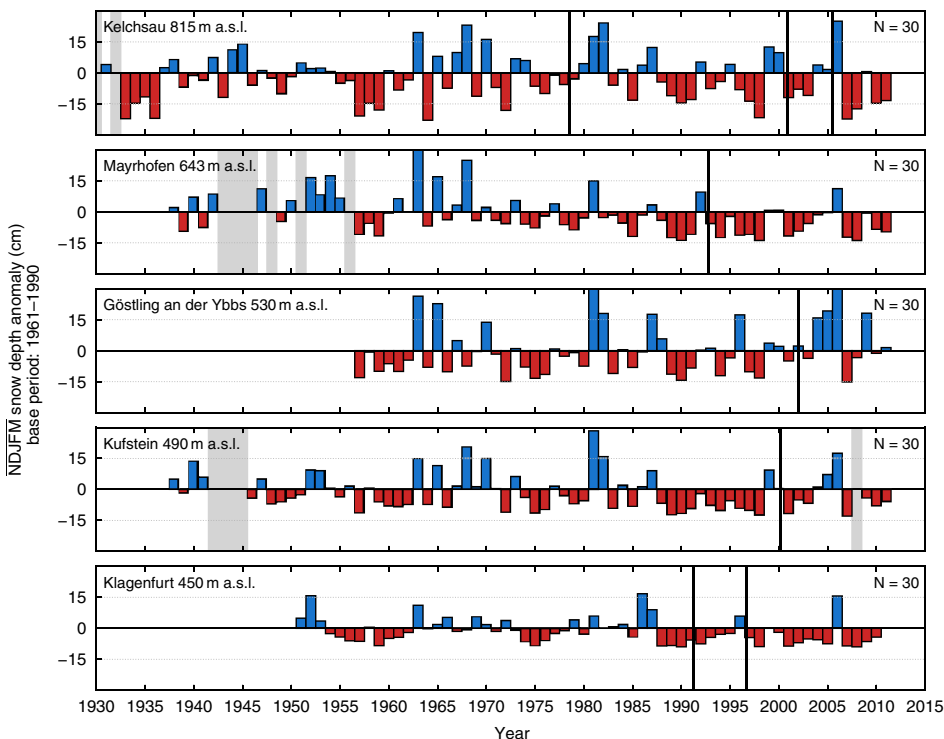 Kelchsau 815 m a.s.l.
N = 30
15
0
−15
Mayrhofen 643 m a.s.l.
N = 30
15
0
−15
Göstling an der Ybbs 530 m a.s.l.
N = 30
15
0
−15
Kufstein 490 m a.s.l.
N = 30
15
0
−15
Klagenfurt 450 m a.s.l.
N = 30
15
0
−15
NDJFM snow depth anomaly (cm)
base period: 1961–1990
1930 1935 1940 1945 1950 1955 1960 1965 1970 1975 1980 1985 1990 1995 2000 2005 2010 2015
Year